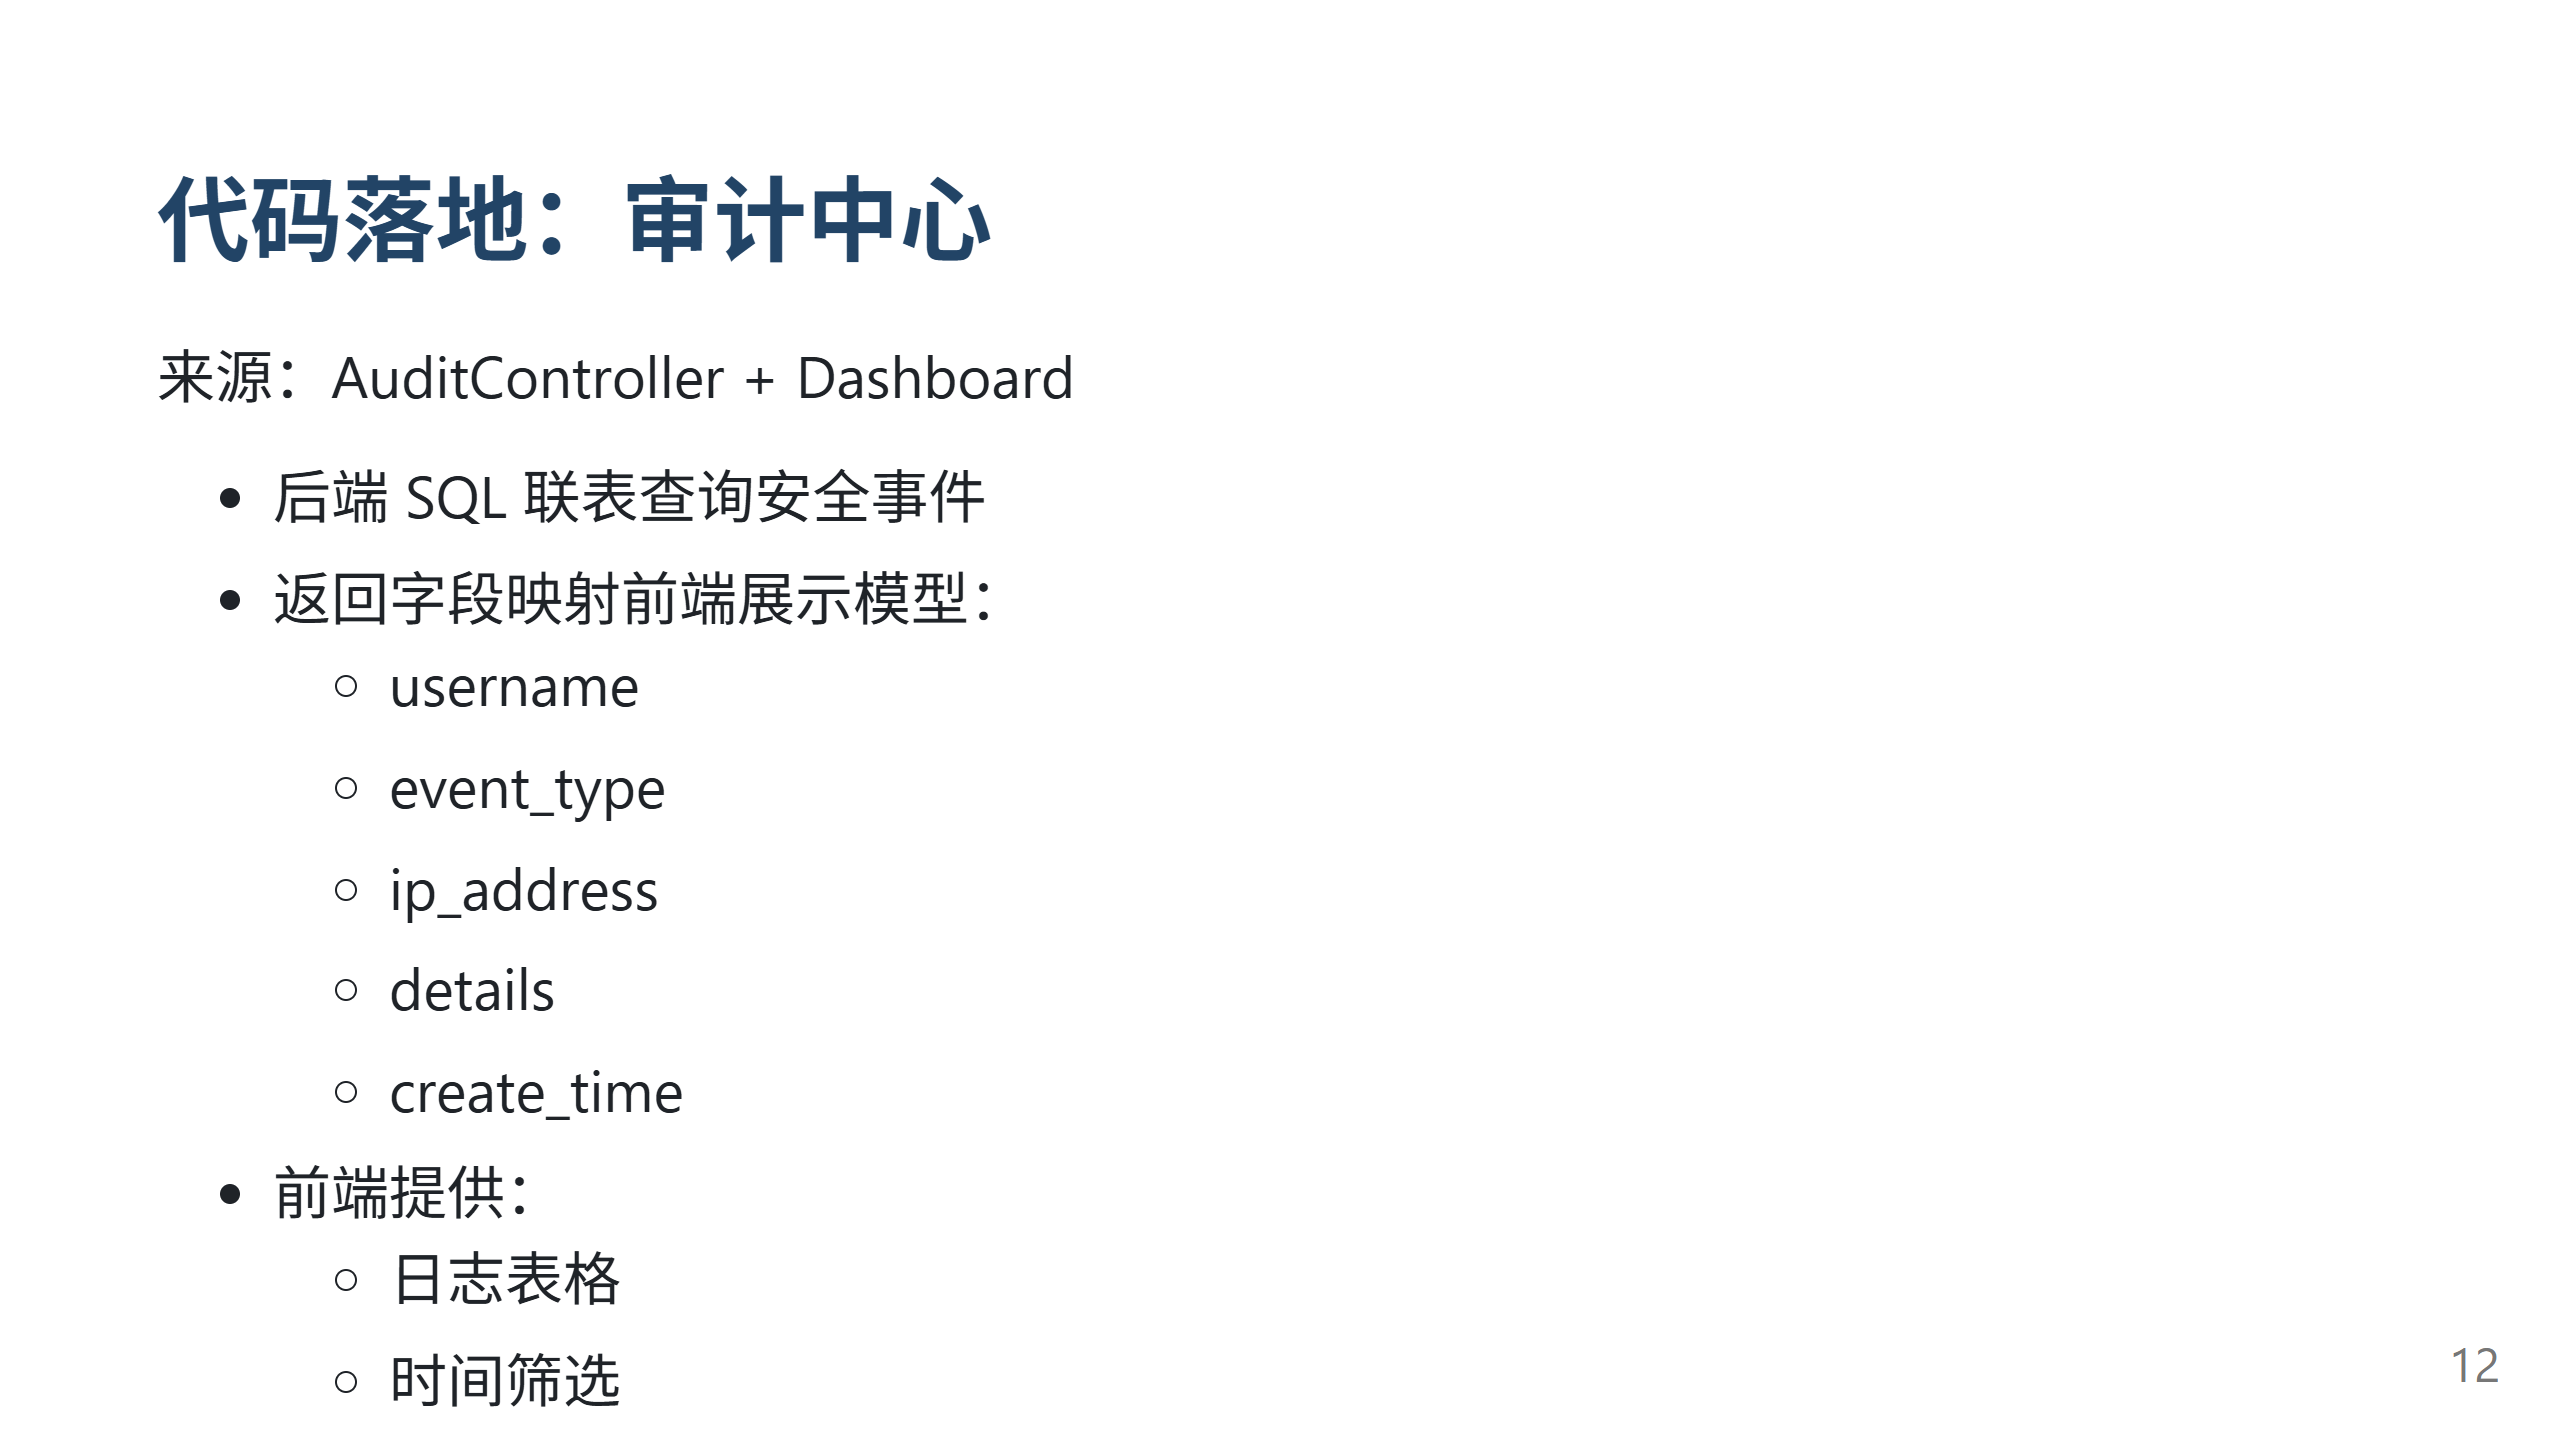 代码落地：审计中心
来源：AuditController + Dashboard
• 后端 SQL 联表查询安全事件
• 返回字段映射前端展示模型：
○ username
○ event_type
○ ip_address
○ details
○ create_time
• 前端提供：
○ 日志表格
○ 时间筛选
12